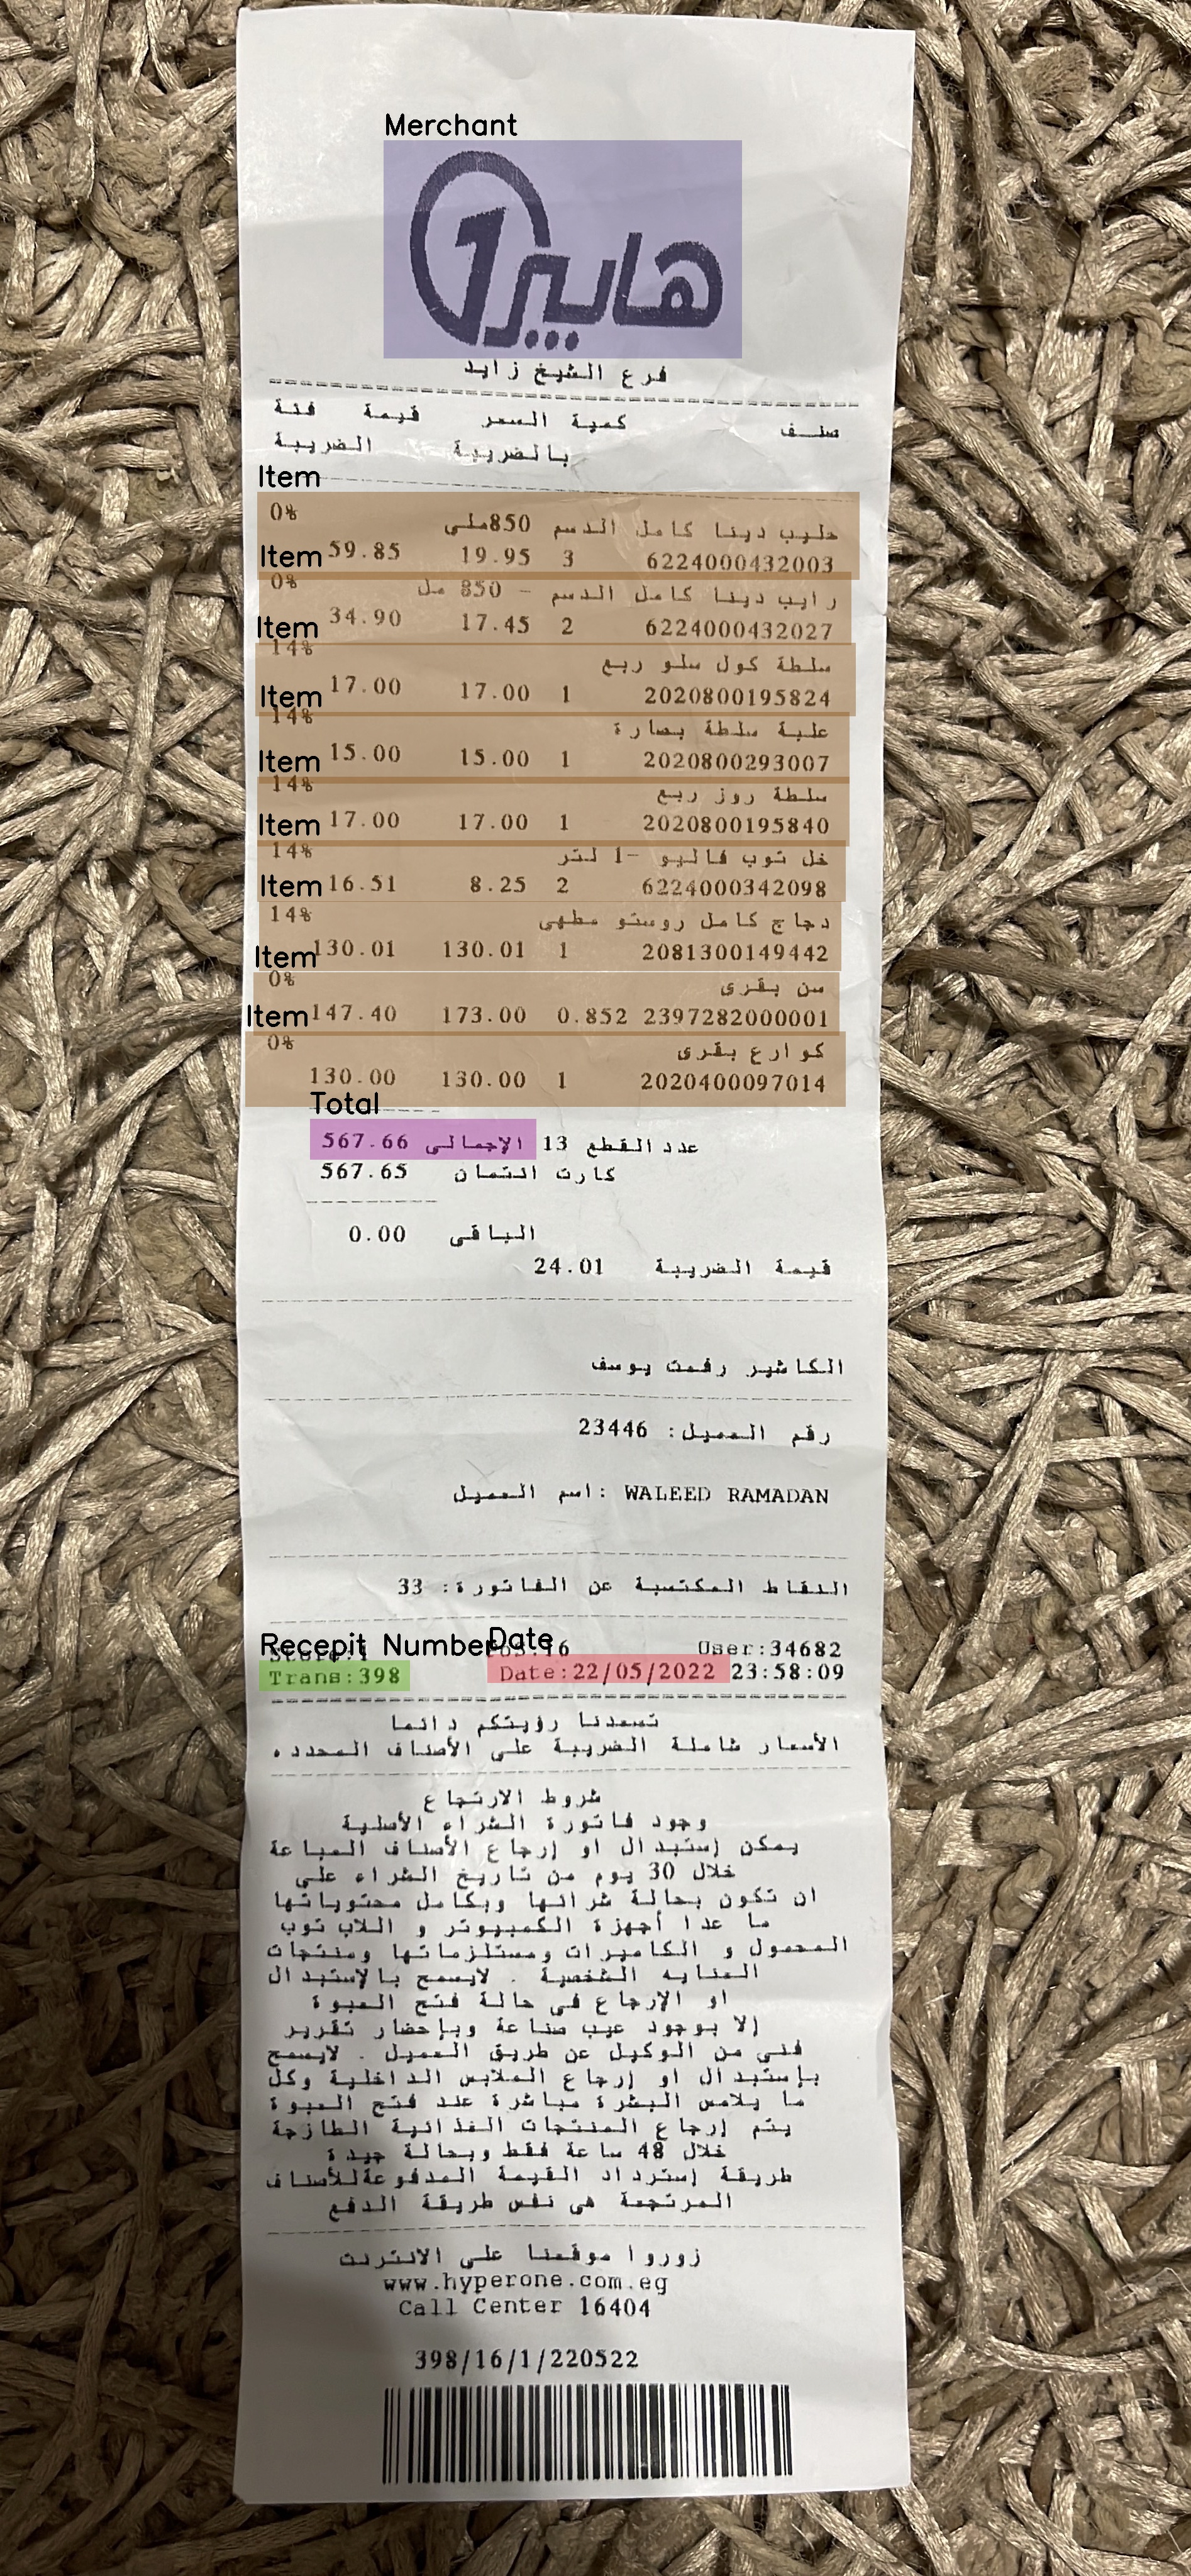 Merchant
هايبر1
فرع الشيخ زايد
صنف كمية السعر قيمة فئة
بالضريبة الضريبة
Item
حليب دينا كامل الدسم 850ملى 0%
6224000432003 3 19.95 59.85
Item
رايب دينا كامل الدسم - 850 مل 0%
6224000432027 2 17.45 34.90
Item
سلطة كول سلو ربع 14%
2020800195824 1 17.00 17.00
Item
علبة سلطة بصارة 14%
2020800293007 1 15.00 15.00
Item
سلطة روز ربع 14%
2020800195840 1 17.00 17.00
Item
خل توب فاليو -1 لتر 14%
6224000342098 2 8.25 16.51
Item
دجاج كامل روستو مطهى 14%
2081300149442 1 130.01 130.01
Item
سن بقرى 0%
2397282000001 0.852 173.00 147.40
Item
كوارع بقرى 0%
2020400097014 1 130.00 130.00
Total
عدد القطع 13 الإجمالى 567.66
كارت ائتمان 567.65
الباقى 0.00
قيمة الضريبة 24.01
الكاشير رفعت يوسف
رقم العميل: 23446
اسم العميل: WALEED RAMADAN
النقاط المكتسبة عن الفاتورة: 33
Recepit Number Date
Store:1 Pos:16 User:34682
Trans:398 Date:22/05/2022 23:58:09
تسعدنا رؤيتكم دائما
الأسعار شاملة الضريبة على الأصناف المحدده
شروط الارتجاع
وجود فاتورة الشراء الأصلية
يمكن إستبدال او إرجاع الأصناف المباعة
خلال 30 يوم من تاريخ الشراء على
ان تكون بحالة شرائها وبكامل محتوياتها
ما عدا أجهزة الكمبيوتر و اللاب توب
المحمول و الكاميرات ومستلزماتها ومنتجات
العنايه الشخصية . لايسمح بالإستبدال
او الإرجاع فى حالة فتح العبوة
إلا بوجود عيب صناعة وبإحضار تقرير
فنى من الوكيل عن طريق العميل . لايسمح
بإستبدال او إرجاع الملابس الداخلية وكل
ما يلامس البشرة مباشرة عند فتح العبوة
يتم إرجاع المنتجات الغذائية الطازجة
خلال 48 ساعة فقط وبحالة جيدة
طريقة إسترداد القيمة المدفوعةللأصناف
المرتجعة هى نفس طريقة الدفع
زوروا موقعنا على الانترنت
www.hyperone.com.eg
Call Center 16404
398/16/1/220522